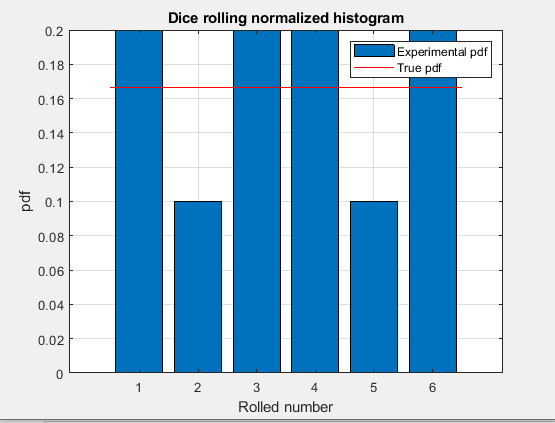 Dice rolling normalized histogram
Experimental pdf
True pdf
0.2
0.18
0.16
0.14
0.12
0.1
0.08
0.06
0.04
0.02
0
pdf
1 2 3 4 5 6
Rolled number